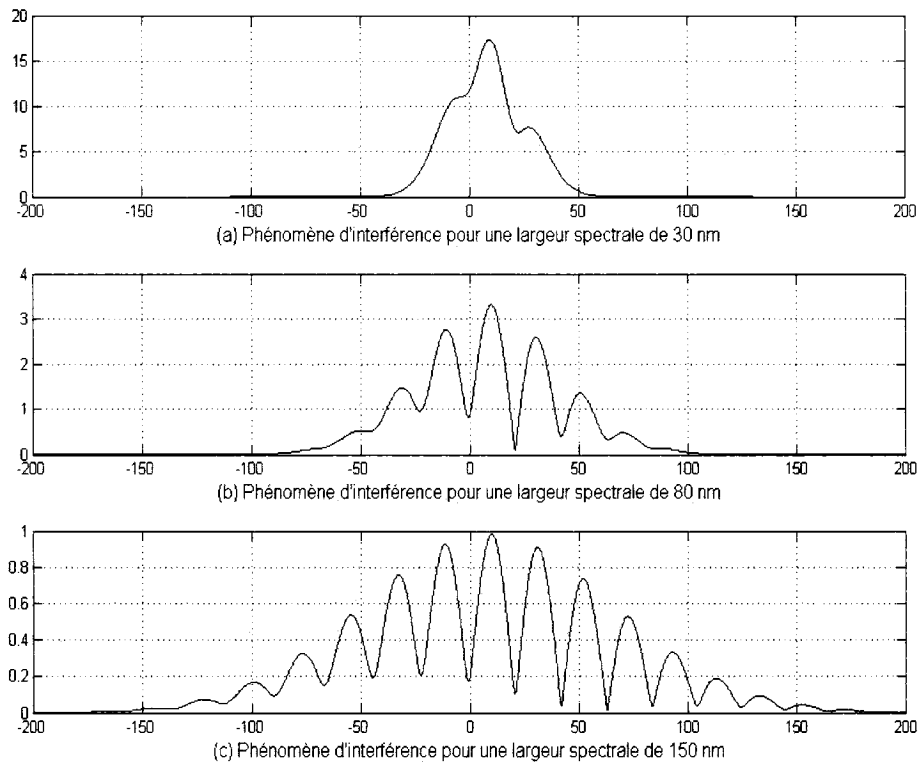 20
15
10
5
0
-200 -150 -100 -50 0 50 100 150 200
(a) Phénomène d'interférence pour une largeur spectrale de 30 nm
4
3
2
1
0
-200 -150 -100 -50 0 50 100 150 200
(b) Phénomène d'interférence pour une largeur spectrale de 80 nm
1
0.8
0.6
0.4
0.2
0
-200 -150 -100 -50 0 50 100 150 200
(c) Phénomène d'interférence pour une largeur spectrale de 150 nm